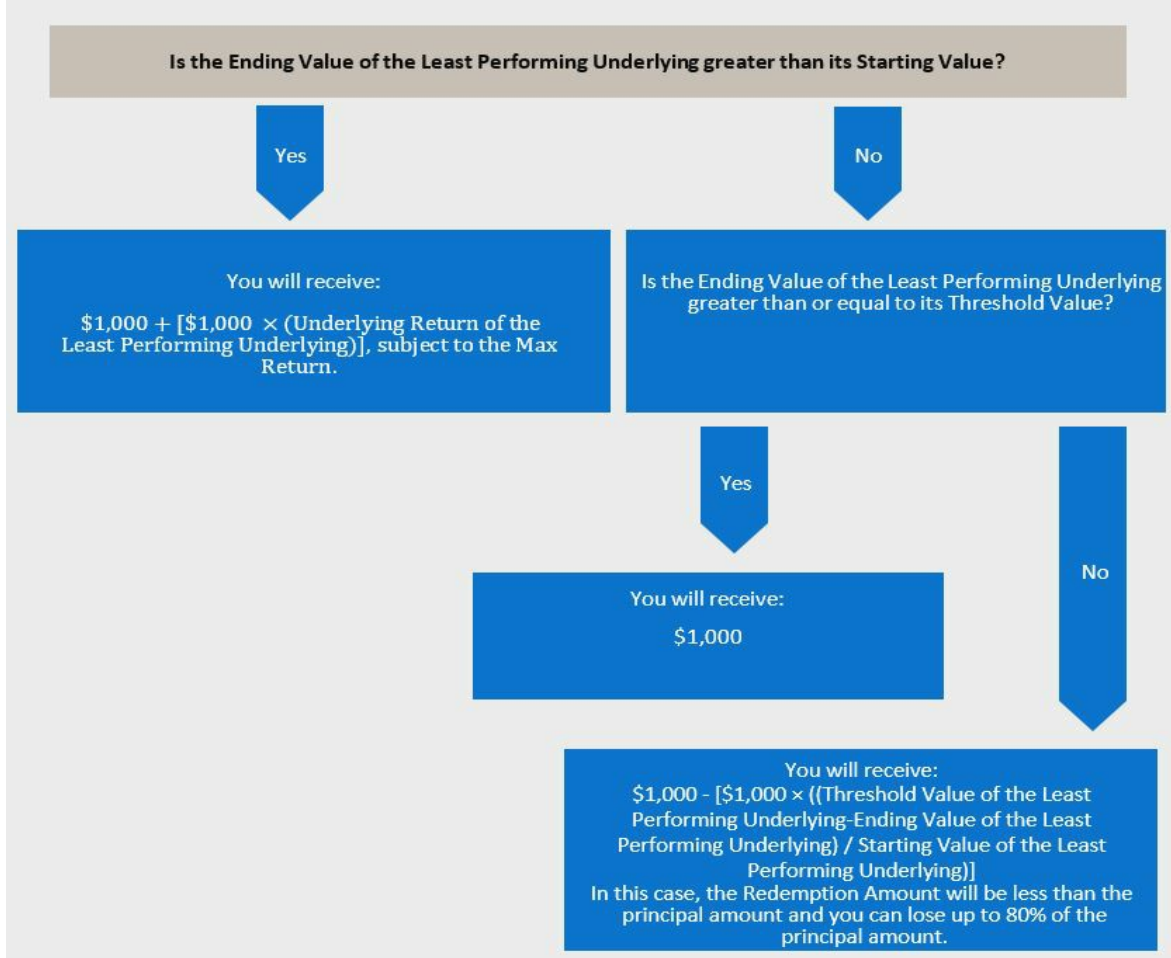 Is the Ending Value of the Least Performing Underlying greater than its Starting Value?
Yes
No
You will receive:
$1,000 + [$1,000 × (Underlying Return of the
Least Performing Underlying)], subject to the Max
Return.
Is the Ending Value of the Least Performing Underlying
greater than or equal to its Threshold Value?
Yes
No
You will receive:
$1,000
You will receive:
$1,000 - [$1,000 × ((Threshold Value of the Least
Performing Underlying-Ending Value of the Least
Performing Underlying) / Starting Value of the Least
Performing Underlying)]
In this case, the Redemption Amount will be less than the
principal amount and you can lose up to 80% of the
principal amount.